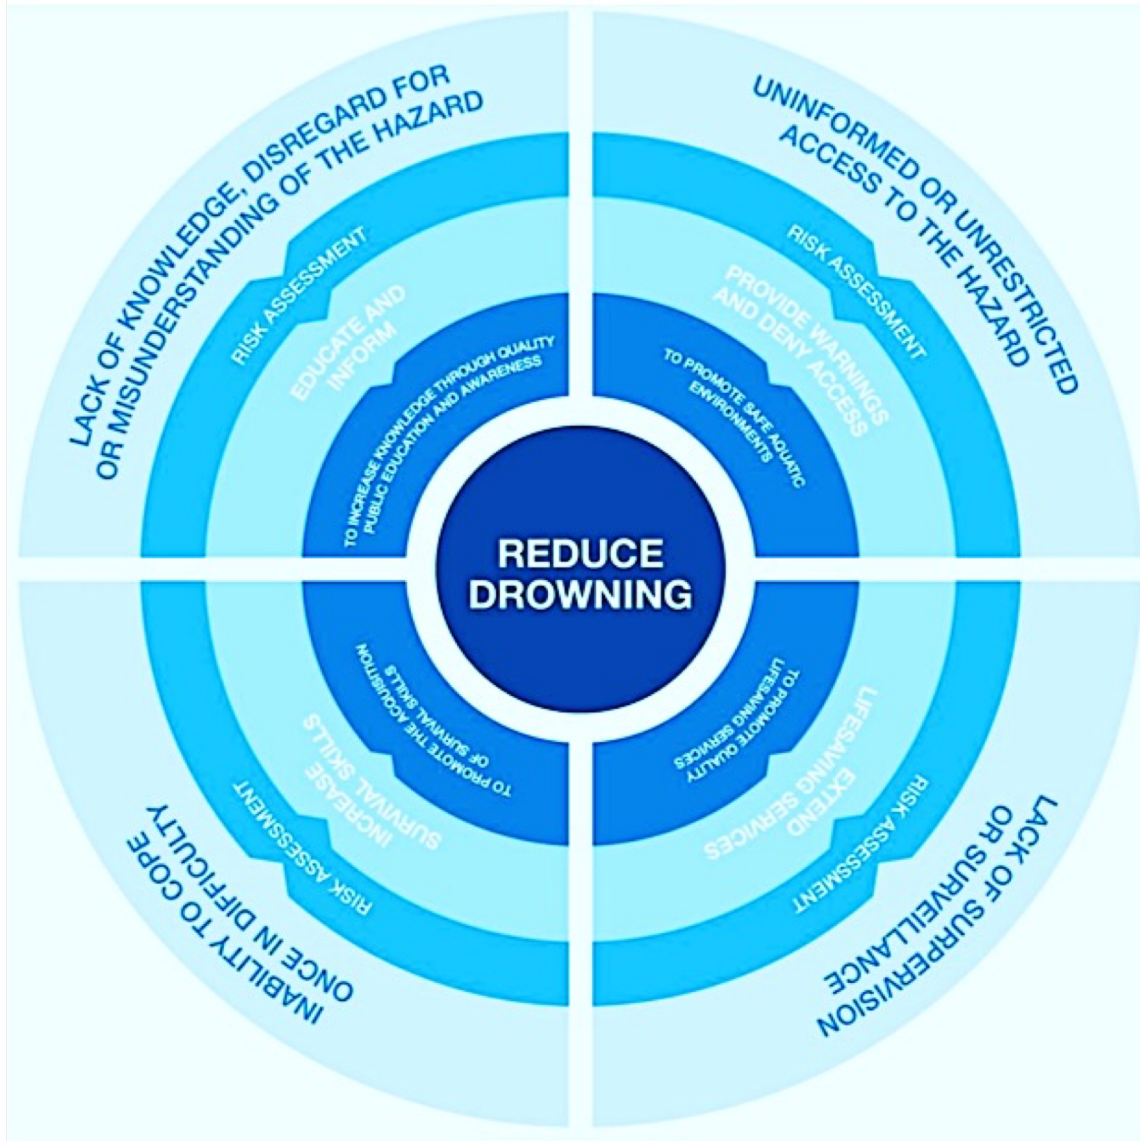 LACK OF KNOWLEDGE, DISREGARD FOR
OR MISUNDERSTANDING OF THE HAZARD
RISK ASSESSMENT
EDUCATE AND
INFORM
TO INCREASE KNOWLEDGE THROUGH QUALITY
PUBLIC EDUCATION AND AWARENESS
UNINFORMED OR UNRESTRICTED
ACCESS TO THE HAZARD
RISK ASSESSMENT
PROVIDE WARNINGS
AND DENY ACCESS
TO PROMOTE SAFE AQUATIC
ENVIRONMENTS
REDUCE
DROWNING
LACK OF SURPERVISION
OR SURVEILLANCE
RISK ASSESSMENT
EXTEND
LIFESAVING SERVICES
TO PROMOTE QUALITY
LIFESAVING SERVICES
INABILITY TO COPE
ONCE IN DIFFICULTY
RISK ASSESSMENT
INCREASE
SURVIVAL SKILLS
TO PROMOTE THE ACQUISITION
OF SURVIVAL SKILLS